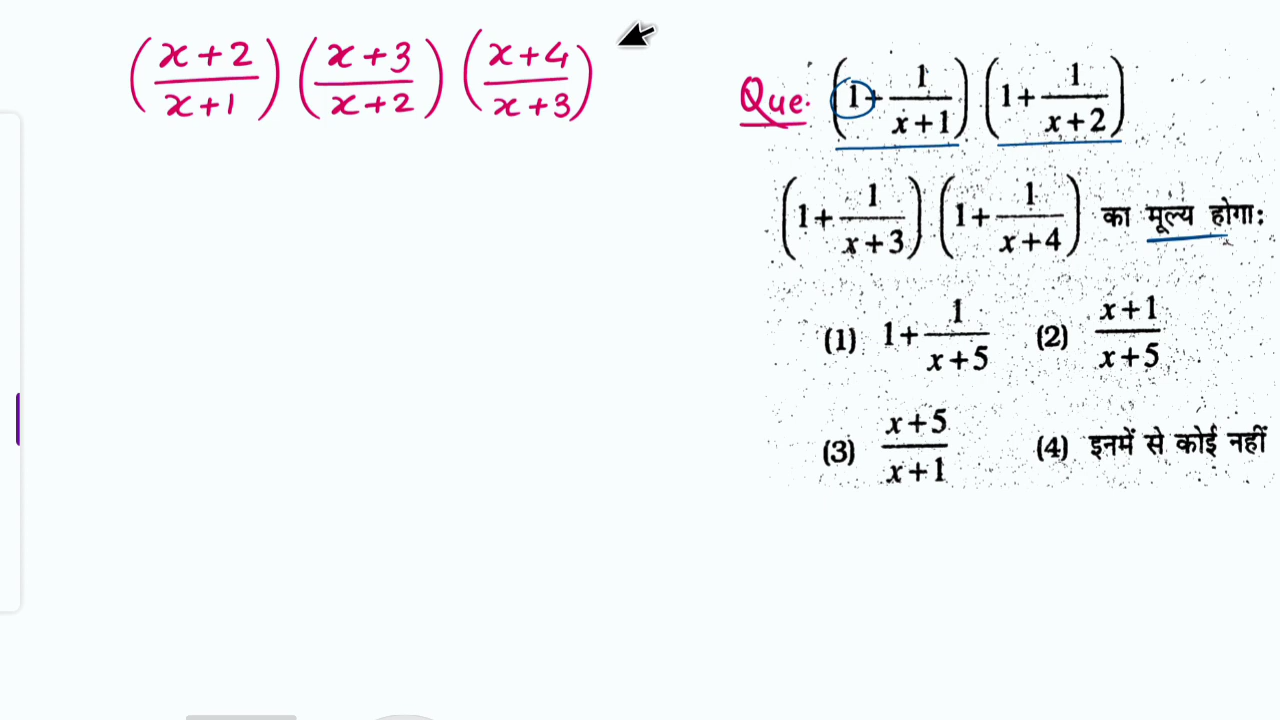 (x+2/x+1) (x+3/x+2) (x+4/x+3)
Que. (1+1/x+1) (1+1/x+2)
(1+1/x+3) (1+1/x+4) का मूल्य होगा:
(1) 1+1/x+5 (2) x+1/x+5
(3) x+5/x+1 (4) इनमें से कोई नहीं